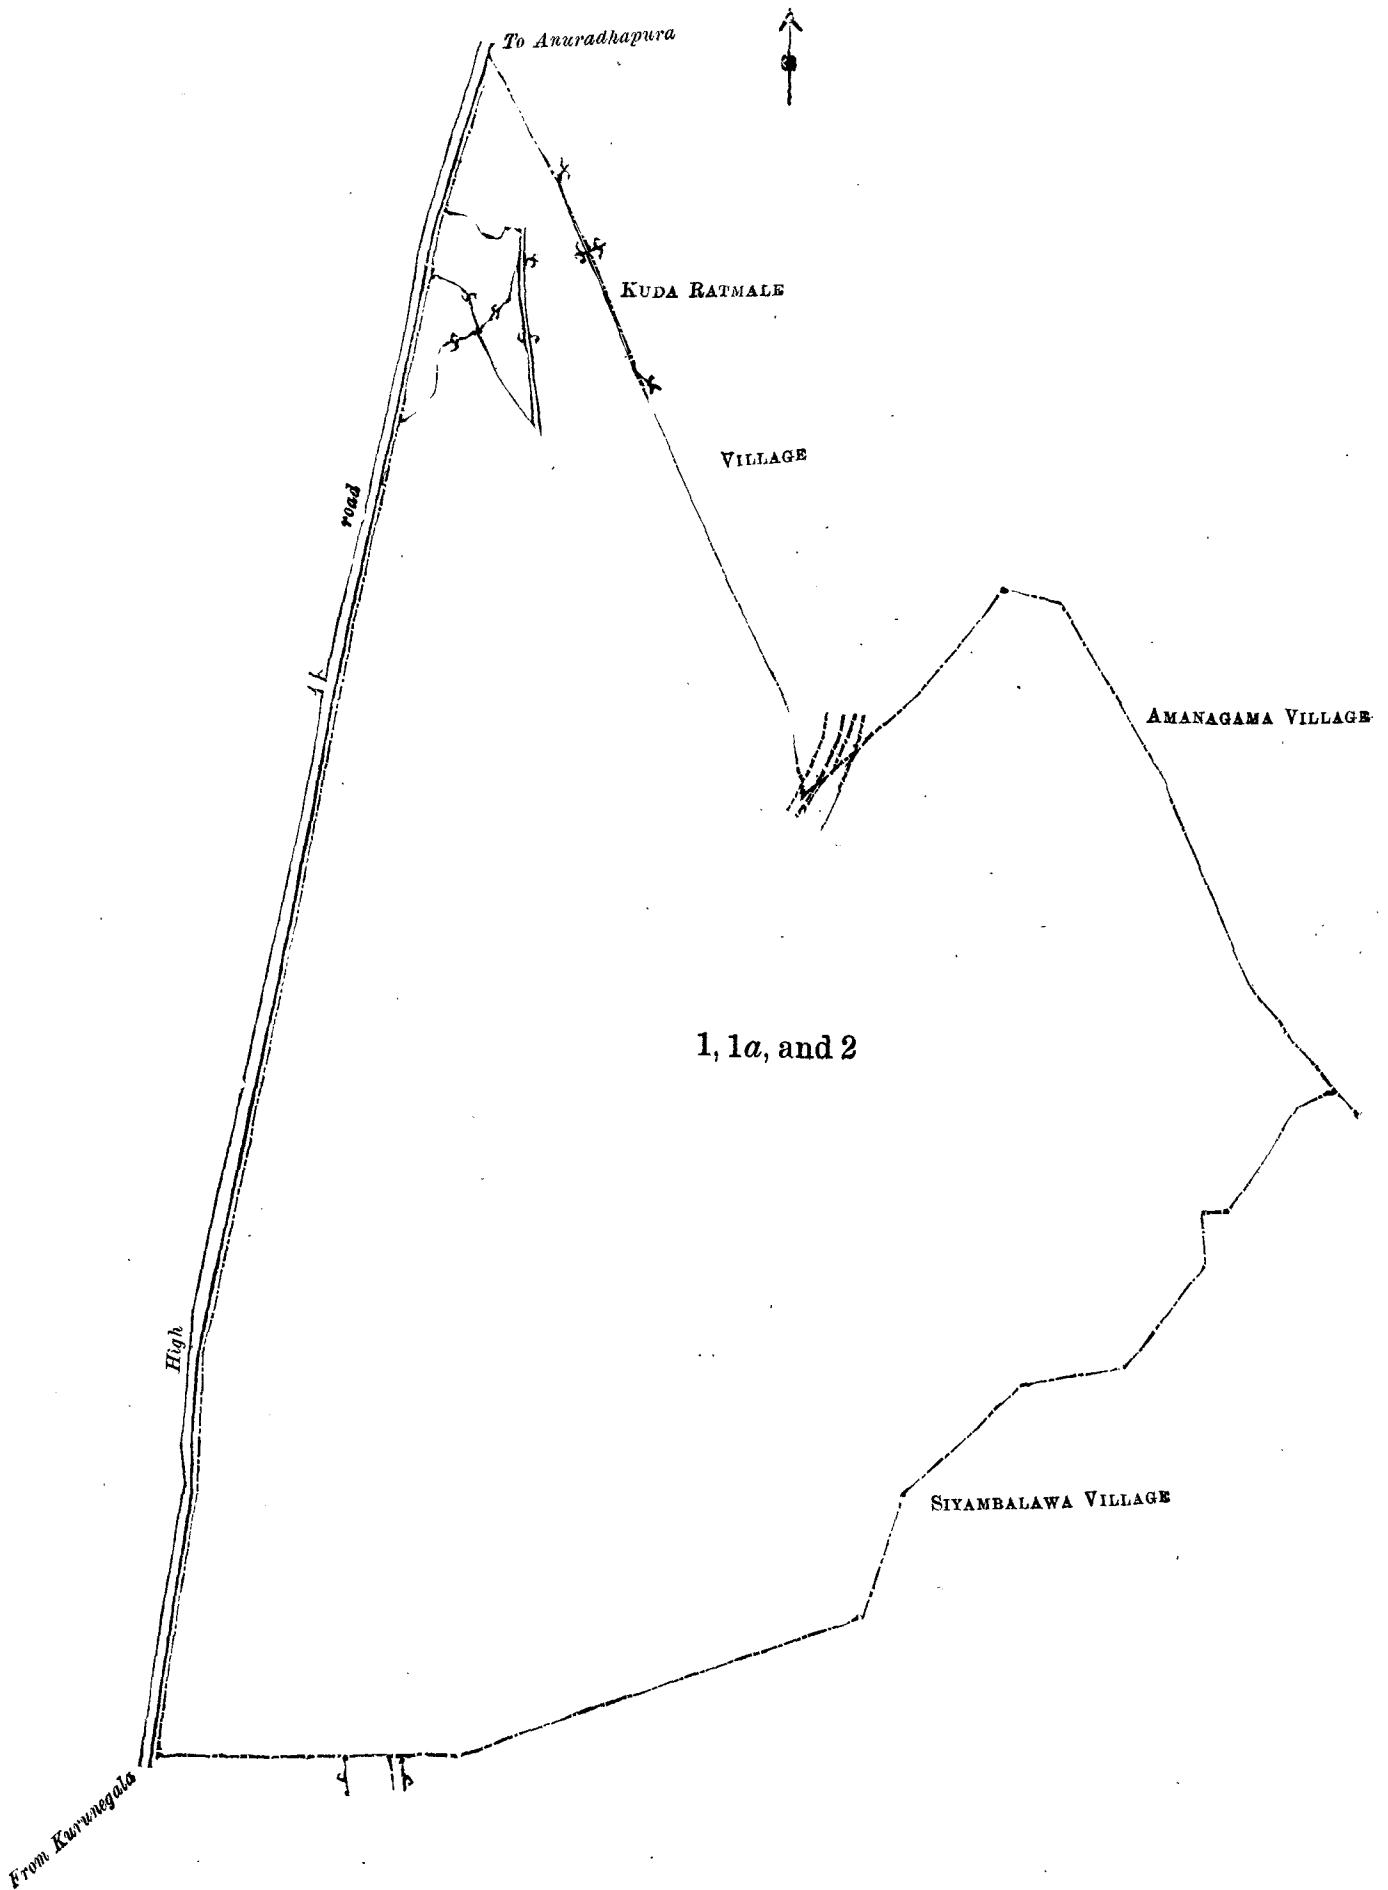 To Anuradhapura
KUDA RATMALE
VILLAGE
road
AMANAGAMA VILLAGE
1, 1a, and 2
High
SIYAMBALAWA VILLAGE
From Kurunegala